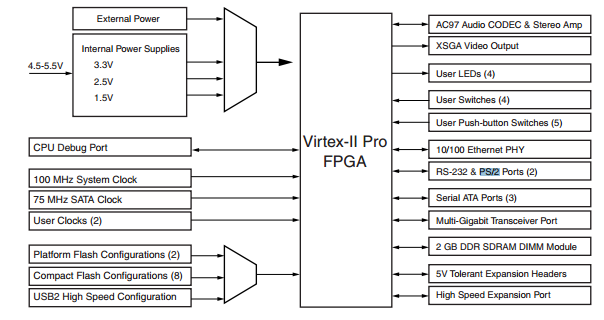 External Power
Internal Power Supplies
4.5-5.5V
3.3V
2.5V
1.5V
CPU Debug Port
100 MHz System Clock
75 MHz SATA Clock
User Clocks (2)
Platform Flash Configurations (2)
Compact Flash Configurations (8)
USB2 High Speed Configuration
Virtex-II Pro
FPGA
AC97 Audio CODEC & Stereo Amp
XSGA Video Output
User LEDs (4)
User Switches (4)
User Push-button Switches (5)
10/100 Ethernet PHY
RS-232 & PS/2 Ports (2)
Serial ATA Ports (3)
Multi-Gigabit Transceiver Port
2 GB DDR SDRAM DIMM Module
5V Tolerant Expansion Headers
High Speed Expansion Port